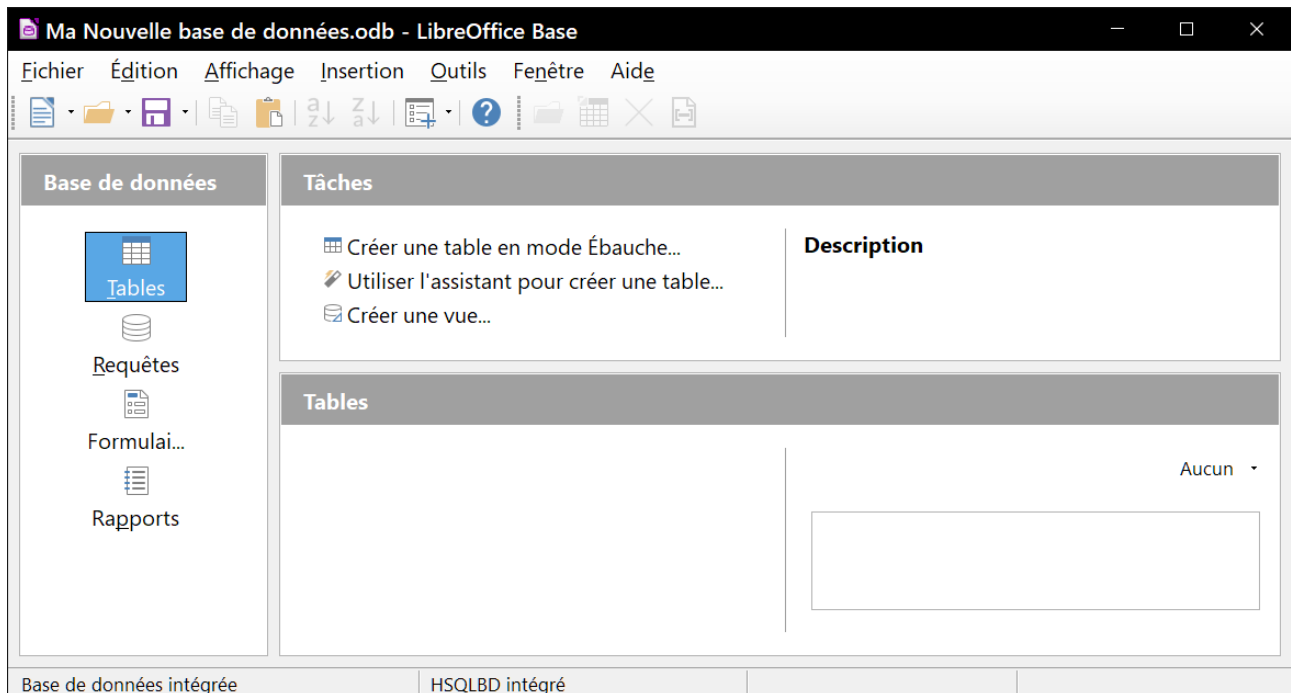 Ma Nouvelle base de données.odb - LibreOffice Base
Fichier Édition Affichage Insertion Outils Fenêtre Aide
Base de données
Tables
Requêtes
Formulai...
Rapports
Tâches
Créer une table en mode Ébauche...
Utiliser l'assistant pour créer une table...
Créer une vue...
Description
Tables
Aucun
Base de données intégrée
HSQLBD intégré